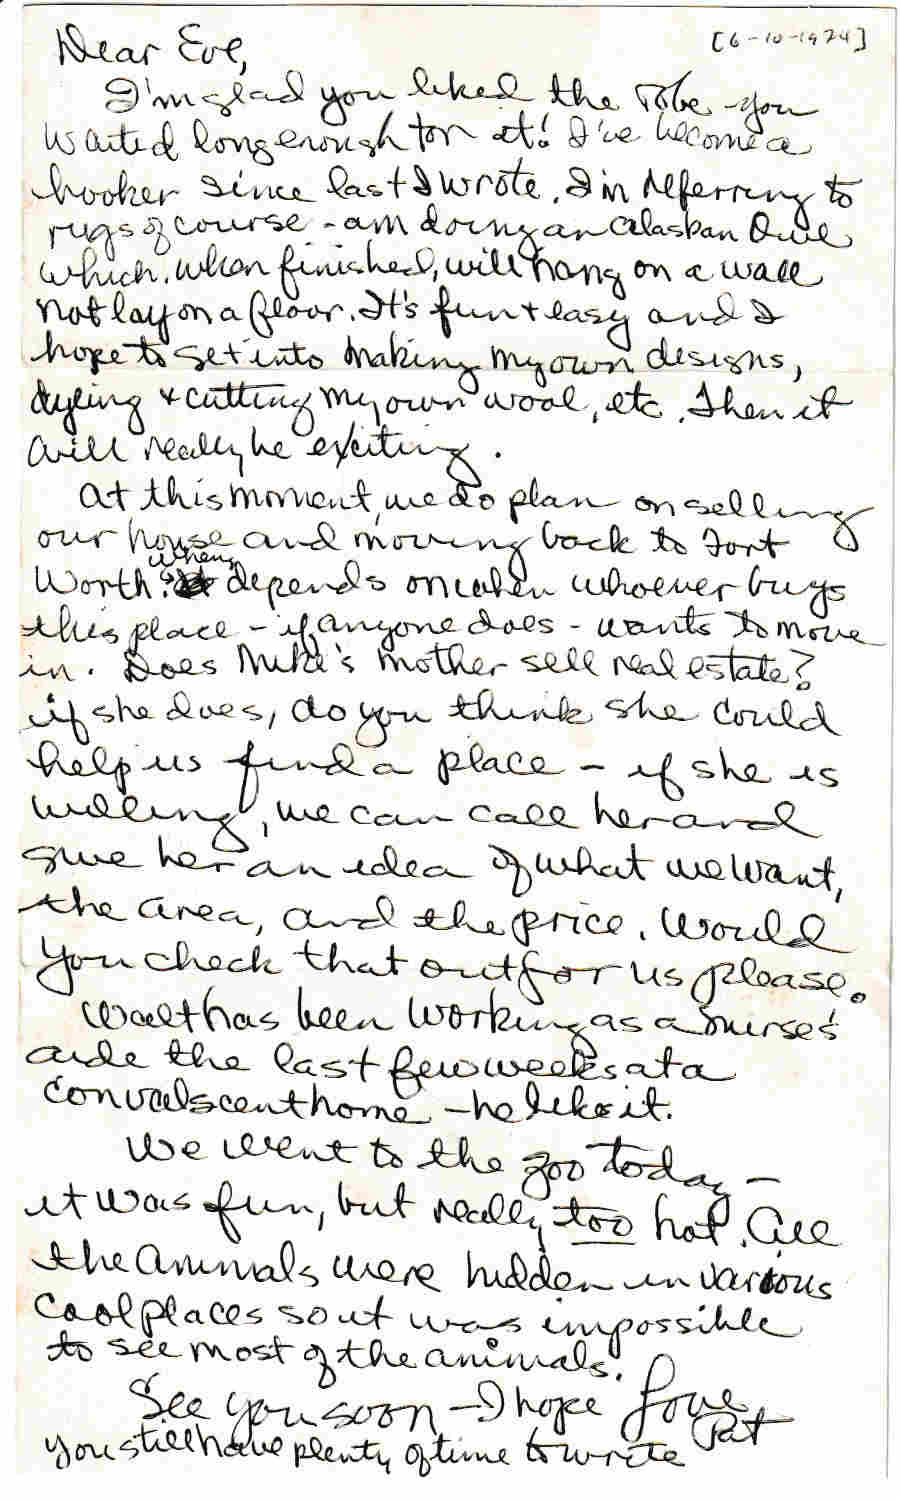 [6-10-1974]
Dear Eve,
I'm glad you liked the robe - you
waited long enough for it! I've become a
hooker since last I wrote. I'm referring to
rugs of course - am doing an Alaskan Owl
which, when finished, will hang on a wall
not lay on a floor. It's fun + easy and I
hope to get into making my own designs,
dyeing & cutting my own wool, etc. Then it
will really be exciting.
At this moment, we do plan on selling
our house and moving back to Fort
Worth. When depends on when whoever buys
this place - if anyone does - wants to move
in. Does Mike's mother sell real estate?
if she does, do you think she could
help us find a place - if she is
willing, we can call her and
give her an idea of what we want,
the area, and the price. Would
you check that out for us please.
Walt has been working as a nurse's
aide the last few weeks at a
convalscent home - he likes it.
We went to the zoo today -
it was fun, but really too hot. All
the animals were hidden in various
cool places so it was impossible
to see most of the animals.
See you soon - I hope Love
Pat
you still have plenty of time to write